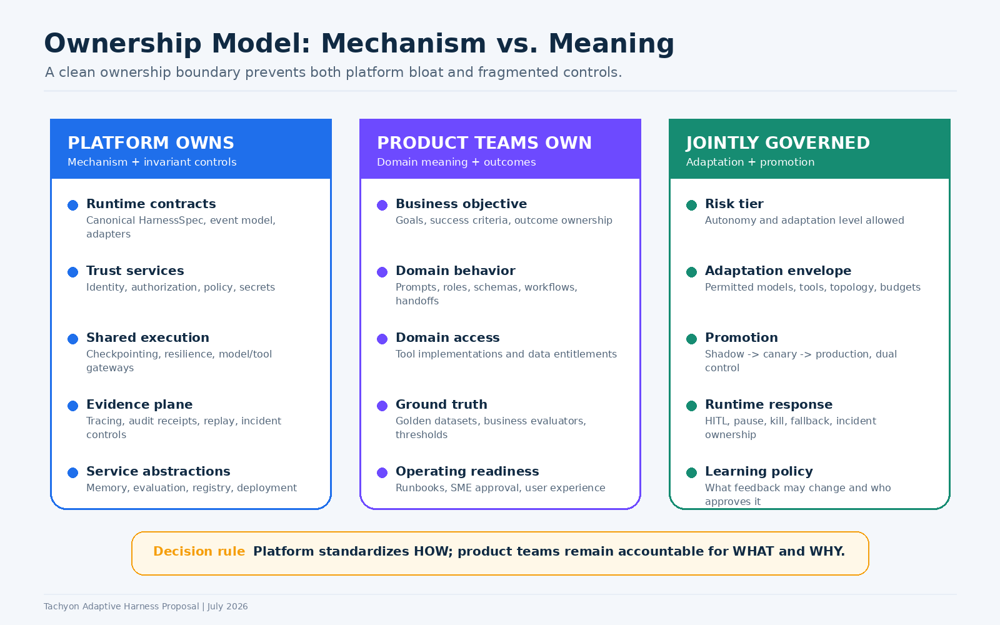 Ownership Model: Mechanism vs. Meaning
A clean ownership boundary prevents both platform bloat and fragmented controls.
PLATFORM OWNS
Mechanism + invariant controls
Runtime contracts
Canonical HarnessSpec, event model,
adapters
Trust services
Identity, authorization, policy, secrets
Shared execution
Checkpointing, resilience, model/tool
gateways
Evidence plane
Tracing, audit receipts, replay, incident
controls
Service abstractions
Memory, evaluation, registry, deployment
PRODUCT TEAMS OWN
Domain meaning + outcomes
Business objective
Goals, success criteria, outcome ownership
Domain behavior
Prompts, roles, schemas, workflows,
handoffs
Domain access
Tool implementations and data entitlements
Ground truth
Golden datasets, business evaluators,
thresholds
Operating readiness
Runbooks, SME approval, user experience
JOINTLY GOVERNED
Adaptation + promotion
Risk tier
Autonomy and adaptation level allowed
Adaptation envelope
Permitted models, tools, topology, budgets
Promotion
Shadow -> canary -> production, dual
control
Runtime response
HITL, pause, kill, fallback, incident
ownership
Learning policy
What feedback may change and who
approves it
Decision rule Platform standardizes HOW; product teams remain accountable for WHAT and WHY.
Tachyon Adaptive Harness Proposal | July 2026